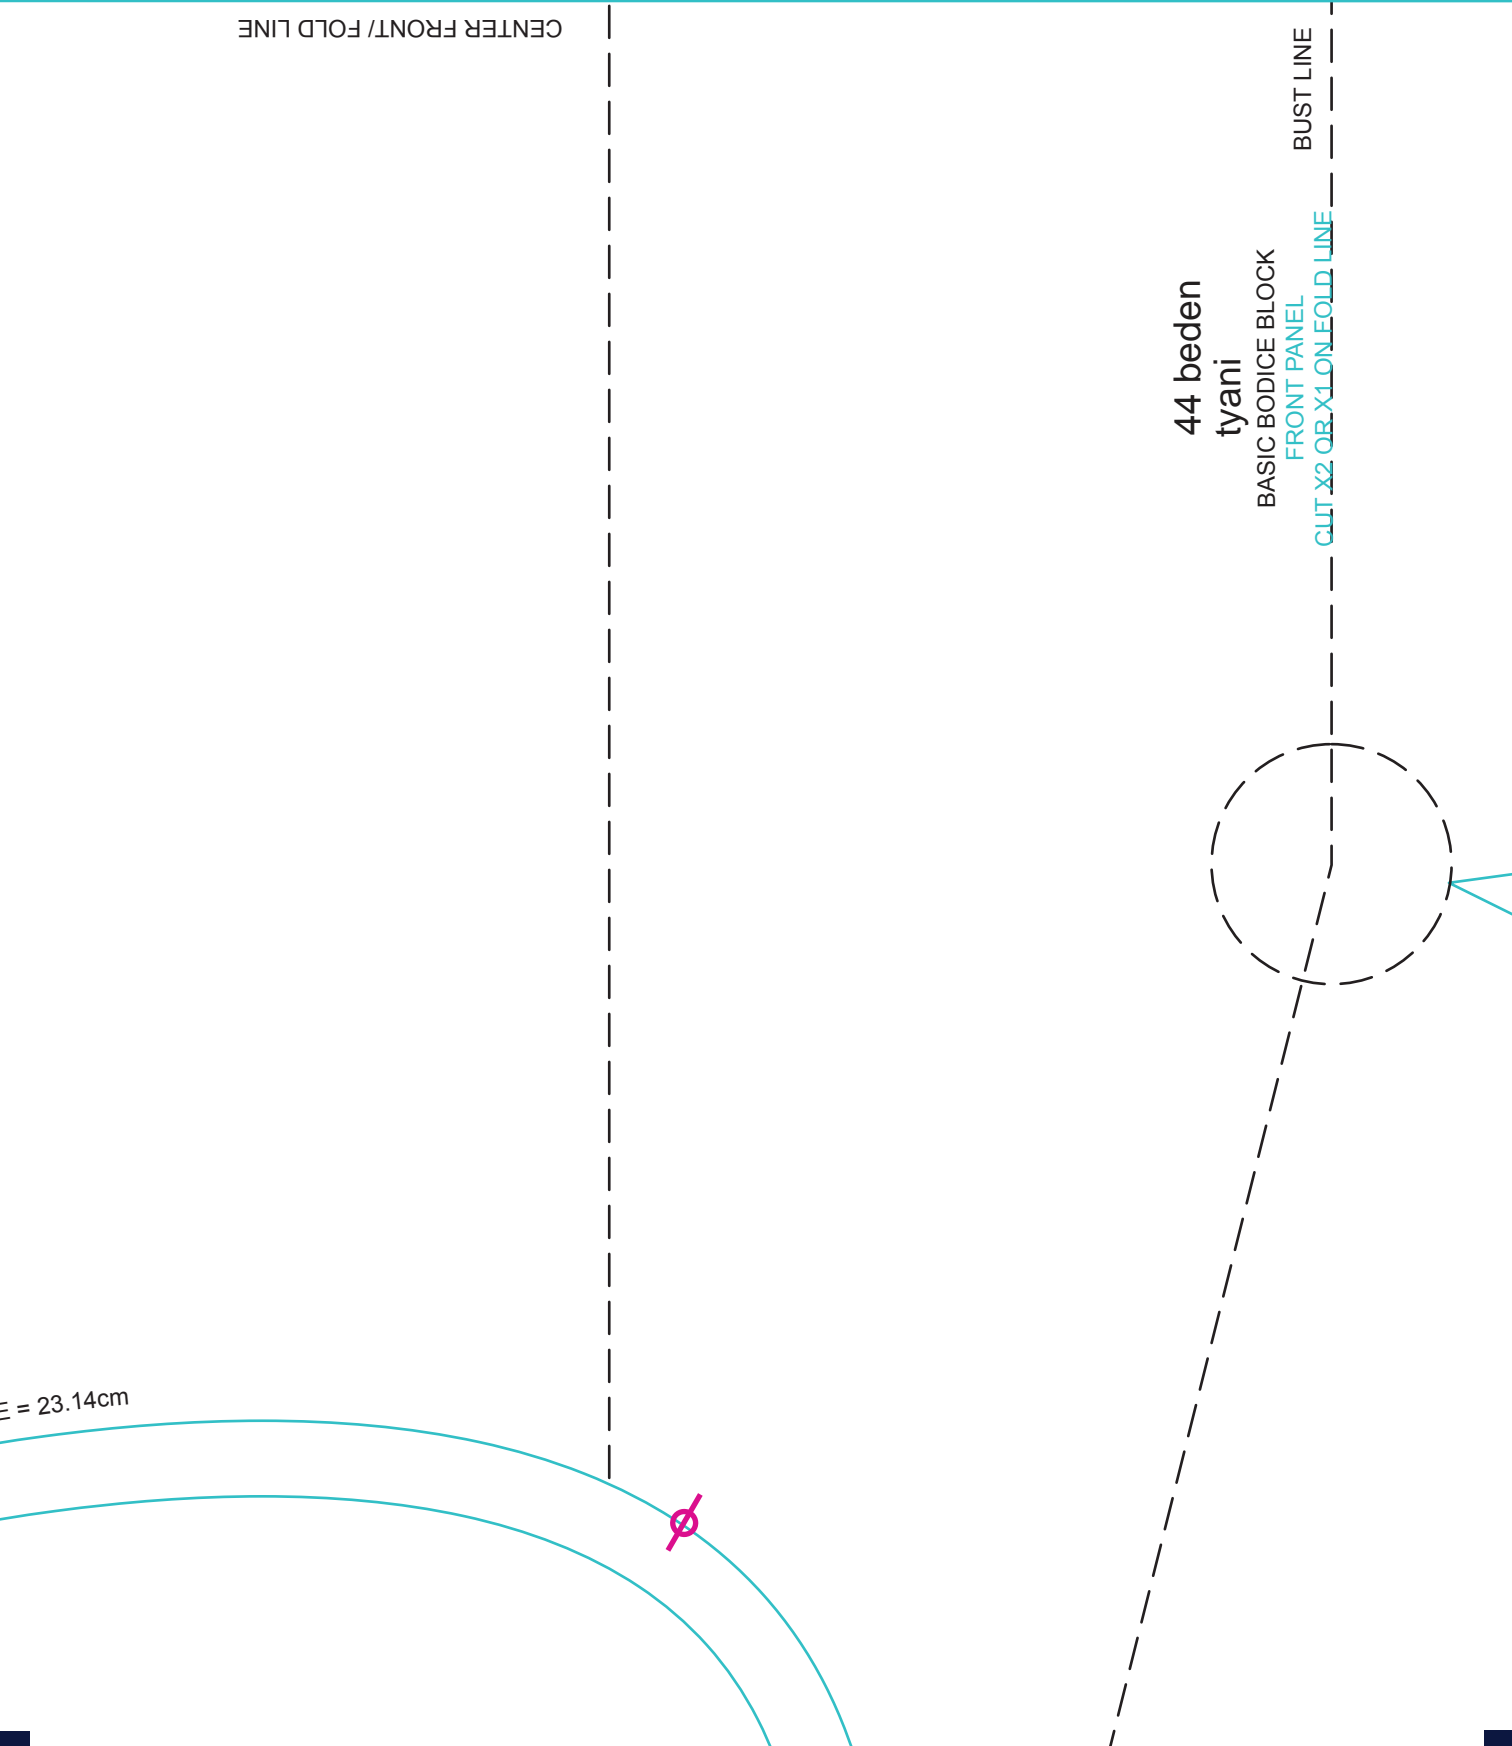 CENTER FRONT/ FOLD LINE
BUST LINE
44 beden
tyani
BASIC BODICE BLOCK
FRONT PANEL
CUT X2 OR X1 ON FOLD LINE
E = 23.14cm